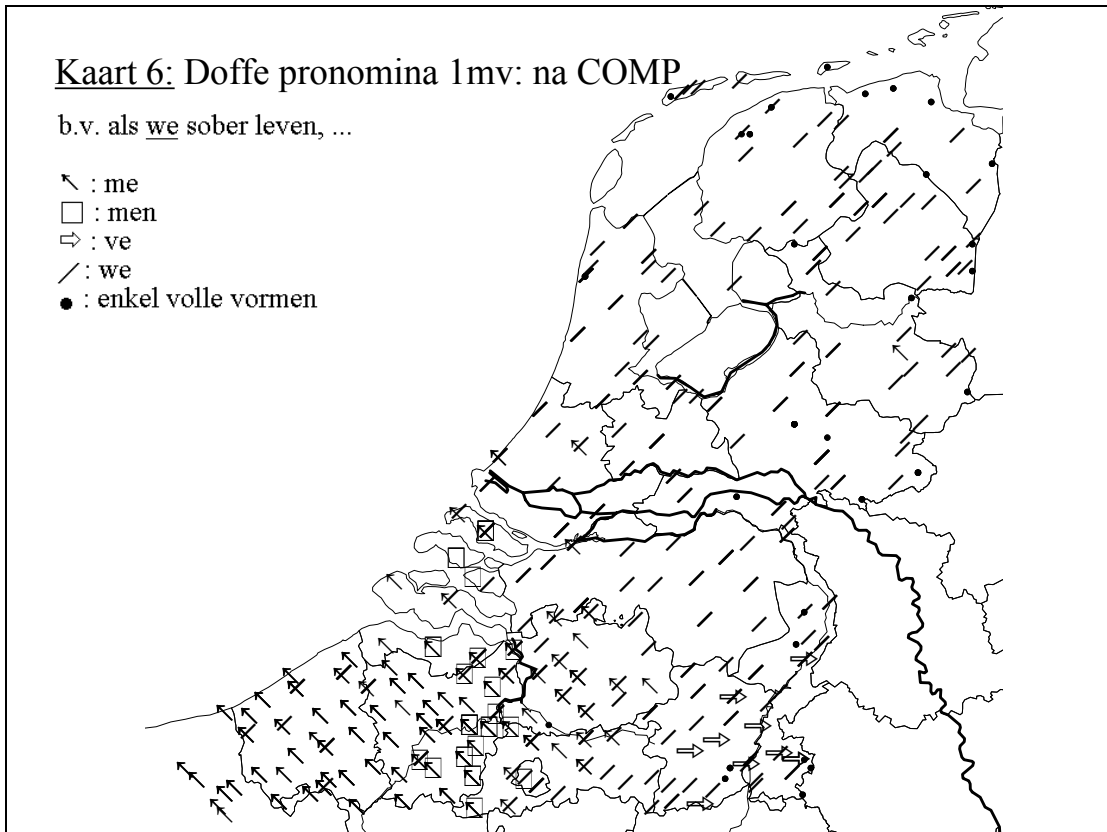 Kaart 6: Doffe pronomina 1mv: na COMP
b.v. als we sober leven, ...
: me
: men
: ve
: we
: enkel volle vormen